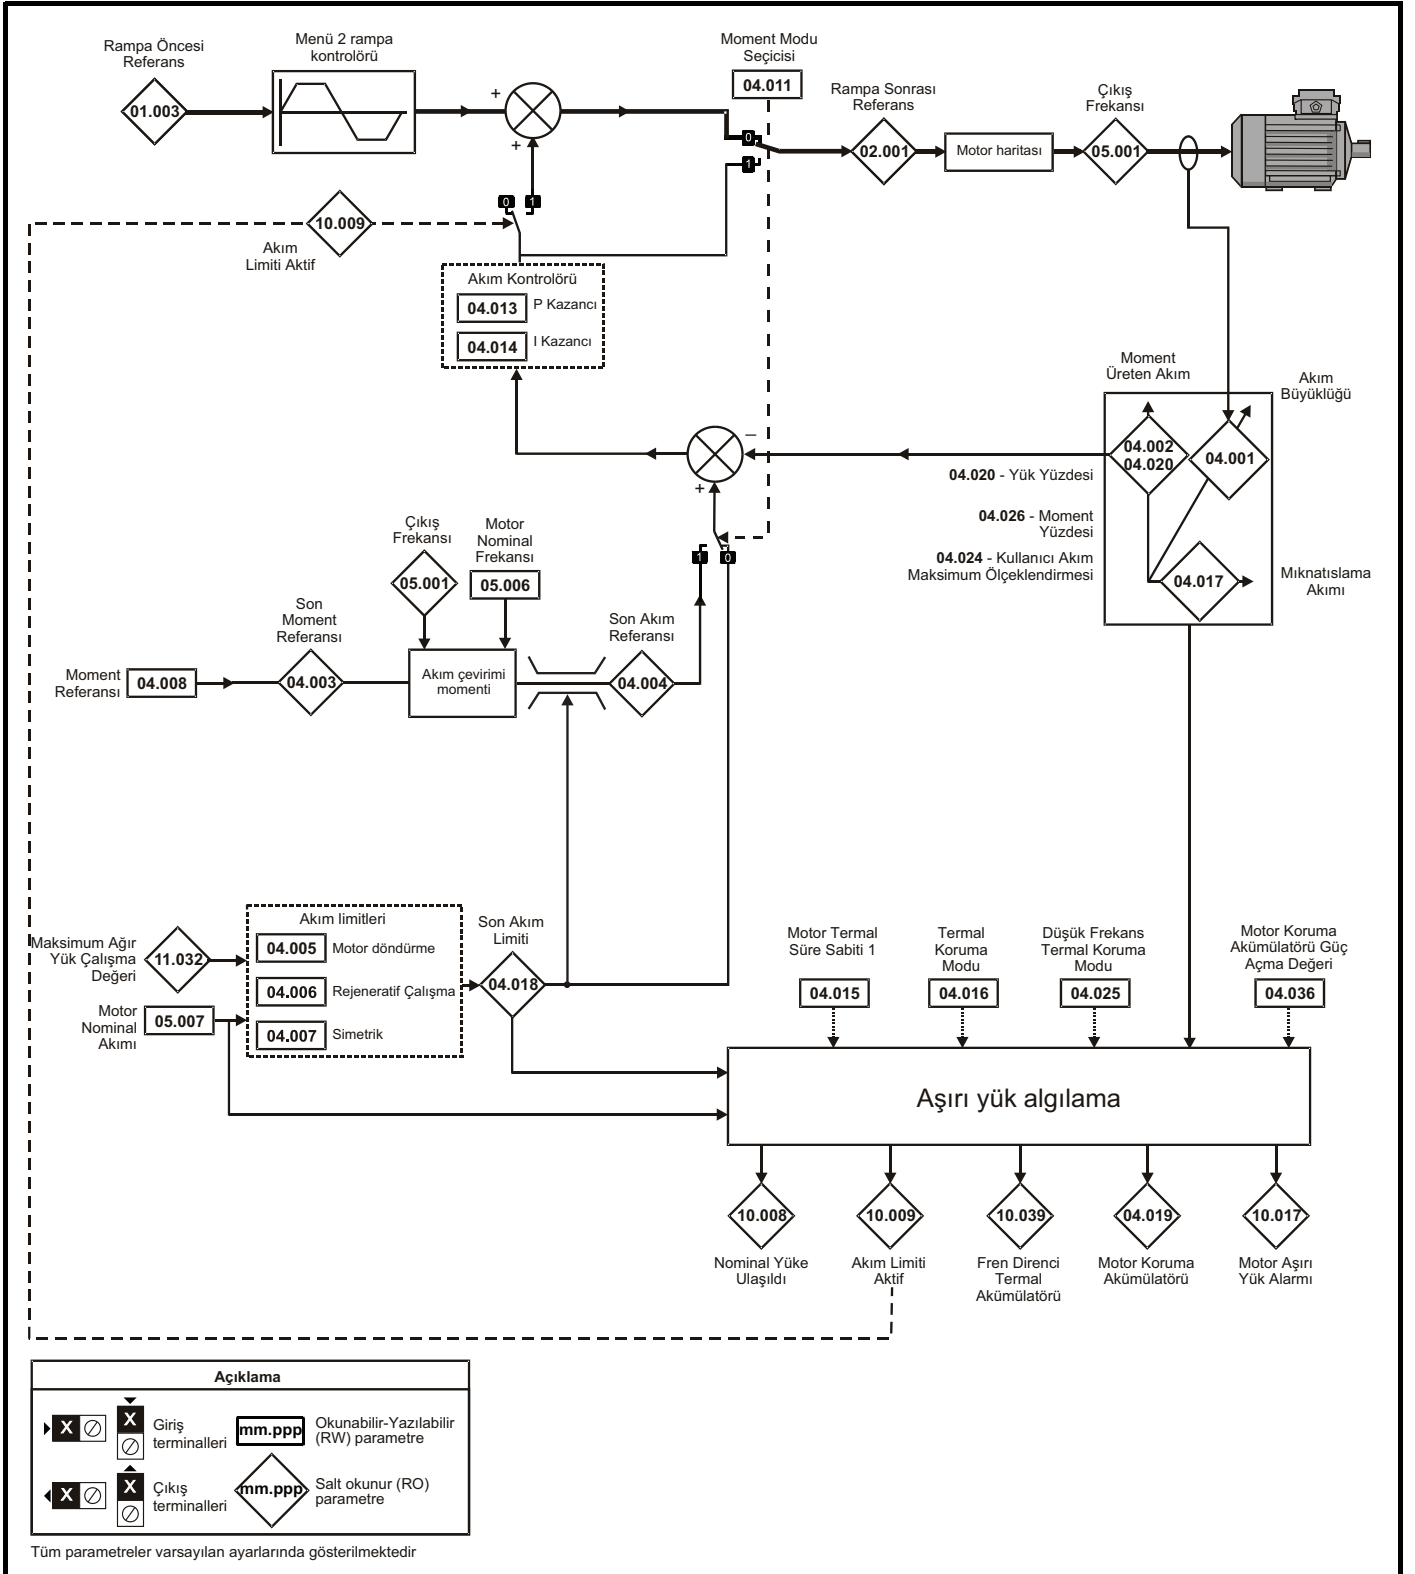 Rampa Öncesi
Referans
01.003
Menü 2 rampa
kontrolörü
+
+
Moment Modu
Seçicisi
04.011
0
1
Rampa Sonrası
Referans
02.001
Motor haritası
Çıkış
Frekansı
05.001
0
1
10.009
Akım
Limiti Aktif
Akım Kontrolörü
04.013
P Kazancı
04.014
I Kazancı
Moment
Üreten Akım
Akım
Büyüklüğü
04.002
04.020
04.001
04.017
Mıknatıslama
Akımı
–
+
04.020 - Yük Yüzdesi
04.026 - Moment
Yüzdesi
04.024 - Kullanıcı Akım
Maksimum Ölçeklendirmesi
1
0
Çıkış
Frekansı
05.001
Motor
Nominal
Frekansı
05.006
Son
Moment
Referansı
Moment
Referansı
04.008
04.003
Akım çevirimi
momenti
Son Akım
Referansı
04.004
Maksimum Ağır
Yük Çalışma
Değeri
11.032
Motor
Nominal
Akımı
05.007
Akım limitleri
04.005
Motor döndürme
04.006
Rejeneratif Çalışma
04.007
Simetrik
Son Akım
Limiti
04.018
Motor Termal
Süre Sabiti 1
04.015
Termal
Koruma
Modu
04.016
Düşük Frekans
Termal Koruma
Modu
04.025
Motor Koruma
Akümülatörü Güç
Açma Değeri
04.036
Aşırı yük algılama
10.008
Nominal Yüke
Ulaşıldı
10.009
Akım Limiti
Aktif
10.039
Fren Direnci
Termal
Akümülatörü
04.019
Motor Koruma
Akümülatörü
10.017
Motor Aşırı
Yük Alarmı
Açıklama
X
X
Giriş
terminalleri
mm.ppp
Okunabilir-Yazılabilir
(RW) parametre
X
X
Çıkış
terminalleri
mm.ppp
Salt okunur (RO)
parametre
Tüm parametreler varsayılan ayarlarında gösterilmektedir